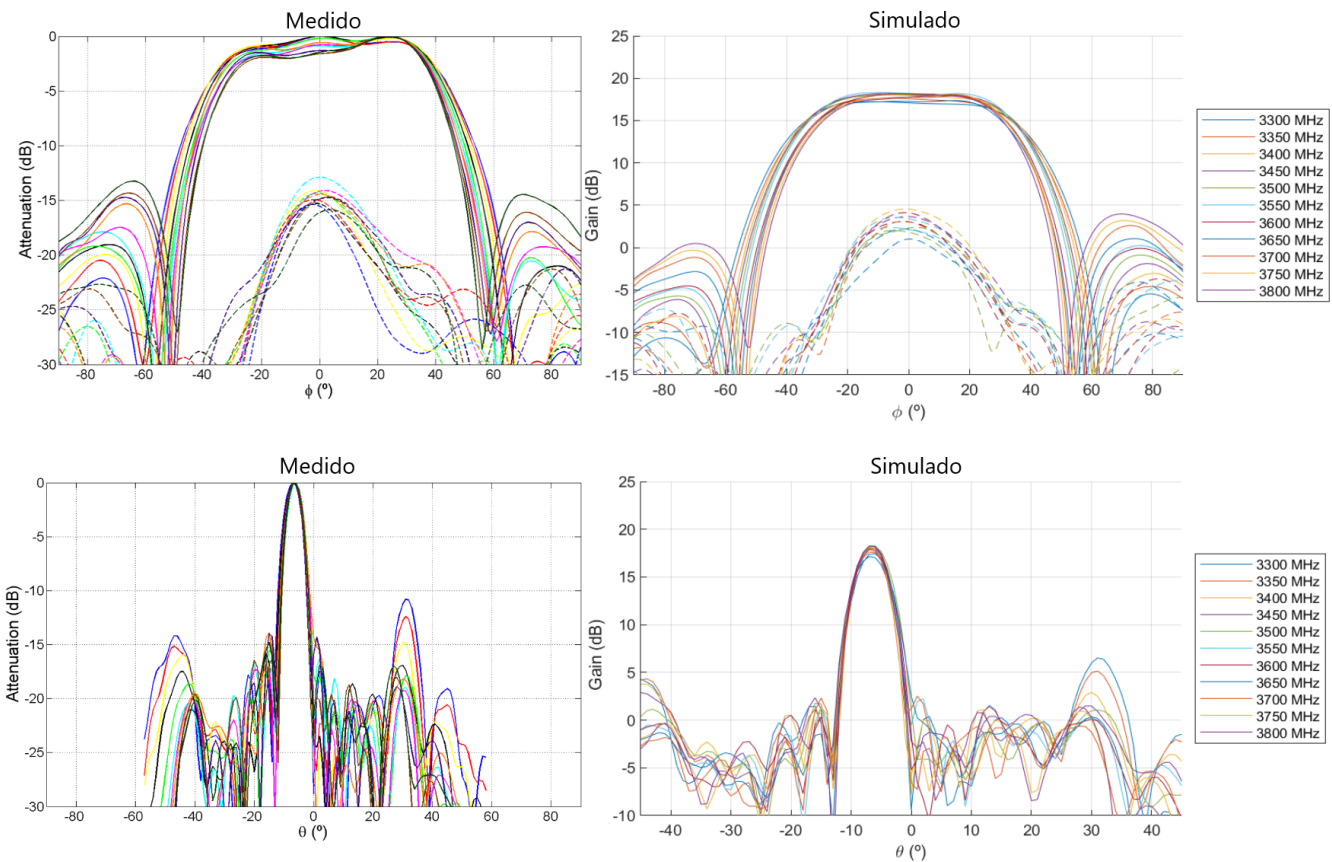 Medido
Attenuation (dB)
0
-5
-10
-15
-20
-25
-30
-80 -60 -40 -20 0 20 40 60 80
ϕ (º)
Simulado
Gain (dB)
25
20
15
10
5
0
-5
-10
-15
-80 -60 -40 -20 0 20 40 60 80
ϕ (º)
3300 MHz
3350 MHz
3400 MHz
3450 MHz
3500 MHz
3550 MHz
3600 MHz
3650 MHz
3700 MHz
3750 MHz
3800 MHz
Medido
Attenuation (dB)
0
-5
-10
-15
-20
-25
-30
-80 -60 -40 -20 0 20 40 60 80
θ (º)
Simulado
Gain (dB)
25
20
15
10
5
0
-5
-10
-40 -30 -20 -10 0 10 20 30 40
θ (º)
3300 MHz
3350 MHz
3400 MHz
3450 MHz
3500 MHz
3550 MHz
3600 MHz
3650 MHz
3700 MHz
3750 MHz
3800 MHz